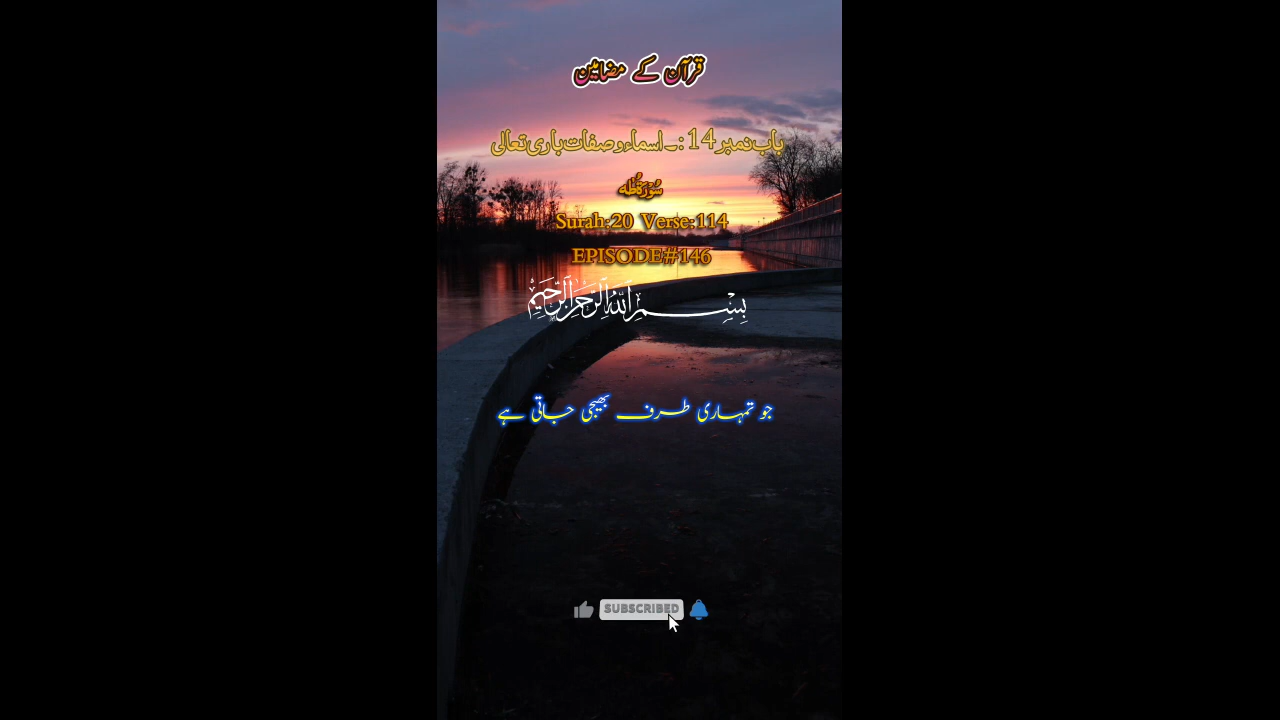 قرآن کے مضامین
باب نمبر 14 :۔ اسماء و صفات باری تعالی
سُوْرَةُ طٰهٰ
Surah:20 Verse:114
EPISODE#146
بِسْمِ اللّٰهِ الرَّحْمٰنِ الرَّحِيْمِ
جو تمہاری طرف بھیجی جاتی ہے
SUBSCRIBED